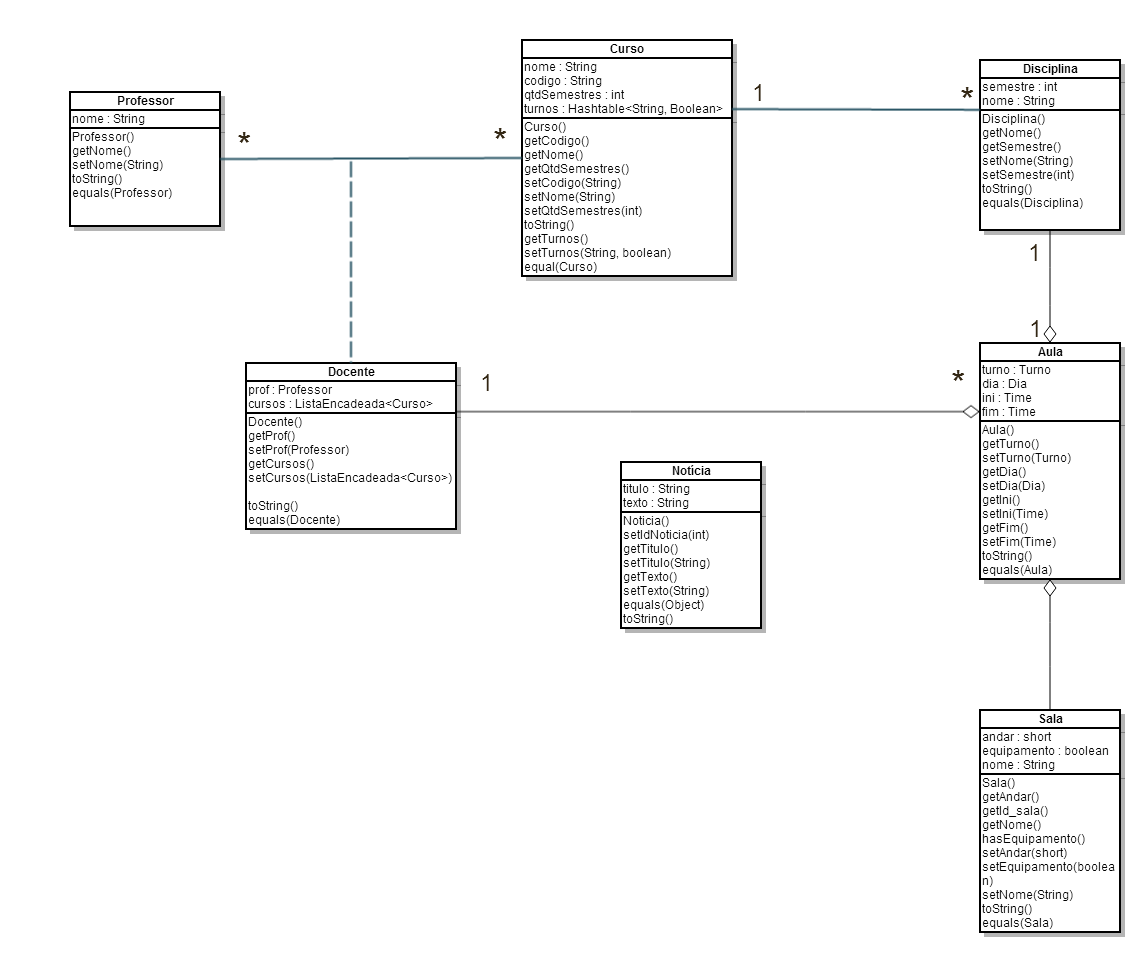 Professor
nome : String
Professor()
getNome()
setNome(String)
toString()
equals(Professor)
*
*
Curso
nome : String
codigo : String
qtdSemestres : int
turnos : Hashtable<String, Boolean>
Curso()
getCodigo()
getNome()
getQtdSemestres()
setCodigo(String)
setNome(String)
setQtdSemestres(int)
toString()
getTurnos()
setTurnos(String, boolean)
equal(Curso)
1
*
Disciplina
semestre : int
nome : String
Disciplina()
getNome()
getSemestre()
setNome(String)
setSemestre(int)
toString()
equals(Disciplina)
1
1
Docente
prof : Professor
cursos : ListaEncadeada<Curso>
Docente()
getProf()
setProf(Professor)
getCursos()
setCursos(ListaEncadeada<Curso>)
toString()
equals(Docente)
1
*
Aula
turno : Turno
dia : Dia
ini : Time
fim : Time
Aula()
getTurno()
setTurno(Turno)
getDia()
setDia(Dia)
getIni()
setIni(Time)
getFim()
setFim(Time)
toString()
equals(Aula)
Noticia
titulo : String
texto : String
Noticia()
setIdNoticia(int)
getTitulo()
setTitulo(String)
getTexto()
setTexto(String)
equals(Object)
toString()
Sala
andar : short
equipamento : boolean
nome : String
Sala()
getAndar()
getId_sala()
getNome()
hasEquipamento()
setAndar(short)
setEquipamento(boolea
n)
setNome(String)
toString()
equals(Sala)